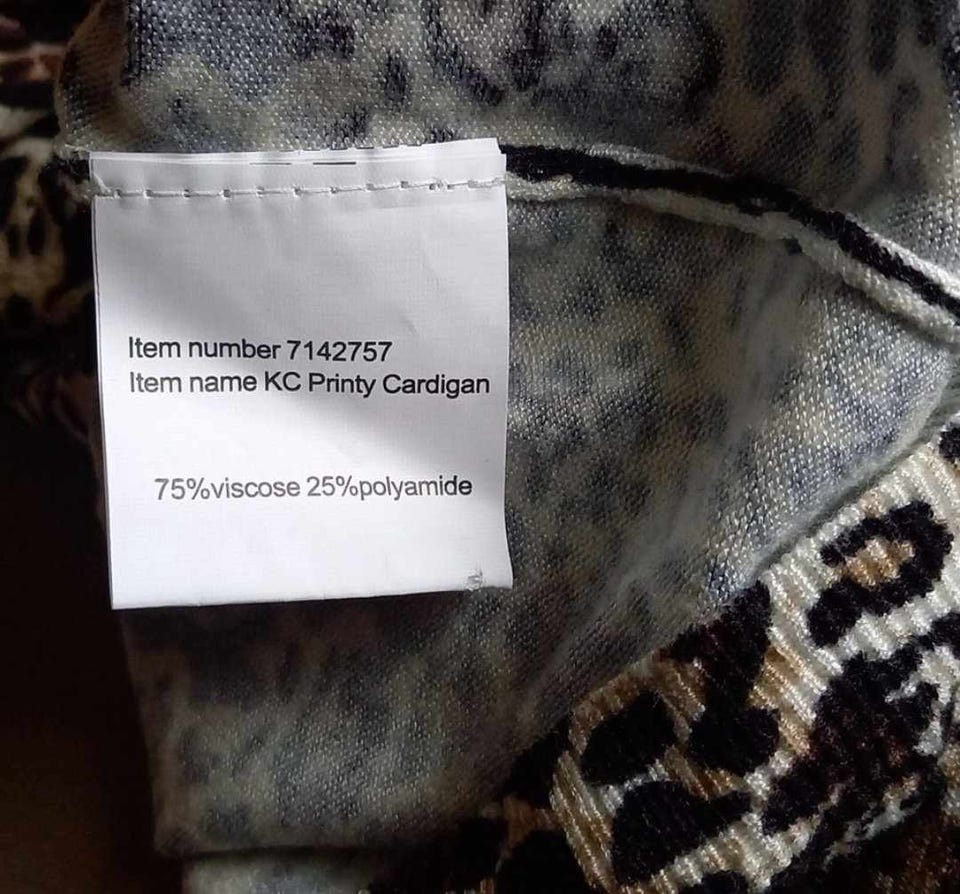 Item number 7142757
Item name KC Printy Cardigan
75%viscose 25%polyamide